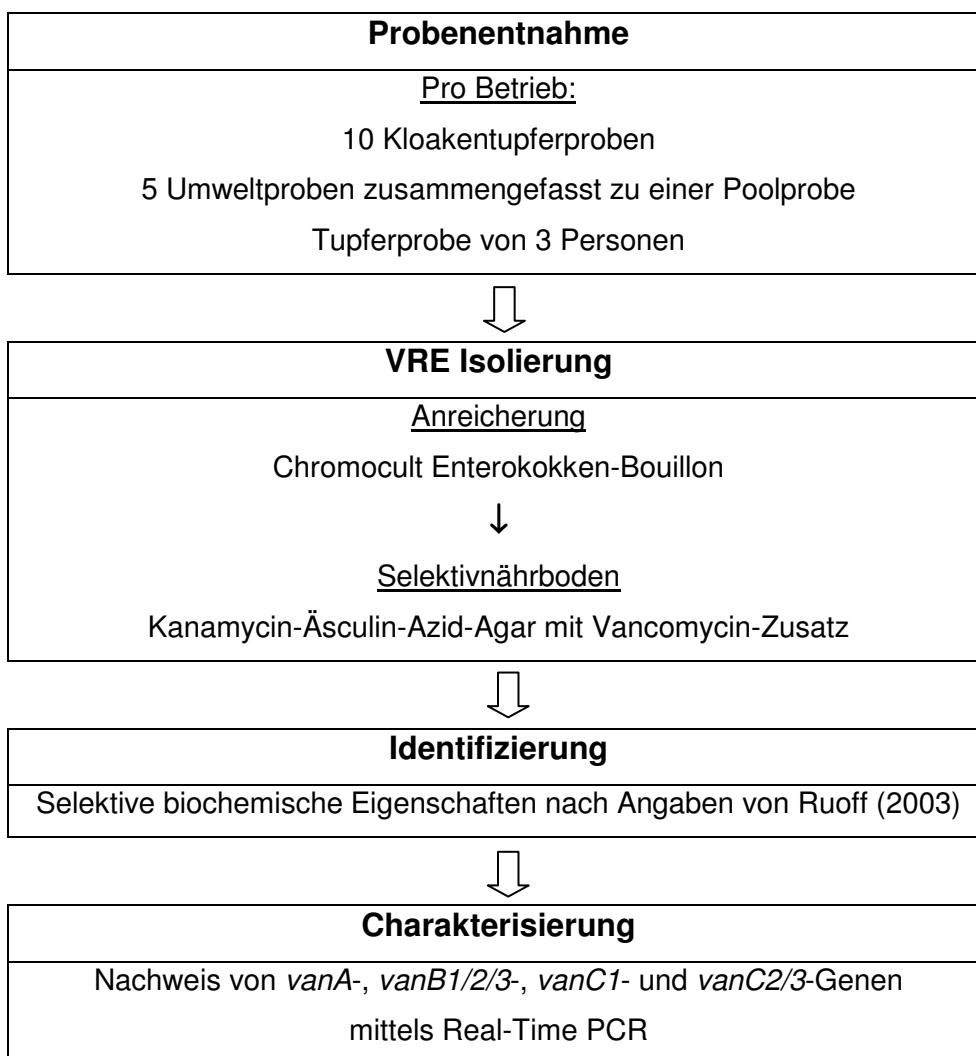 Probenentnahme
Pro Betrieb:
10 Kloakentupferproben
5 Umweltproben zusammengefasst zu einer Poolprobe
Tupferprobe von 3 Personen
VRE Isolierung
Anreicherung
Chromocult Enterokokken-Bouillon
↓
Selektivnährboden
Kanamycin-Äsculin-Azid-Agar mit Vancomycin-Zusatz
Identifizierung
Selektive biochemische Eigenschaften nach Angaben von Ruoff (2003)
Charakterisierung
Nachweis von vanA-, vanB1/2/3-, vanC1- und vanC2/3-Genen
mittels Real-Time PCR